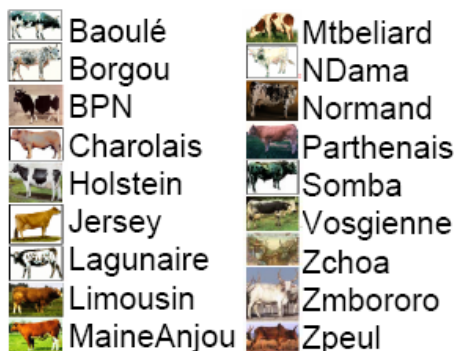 Baoulé
Borgou
BPN
Charolais
Holstein
Jersey
Lagunaire
Limousin
MaineAnjou
Mtbeliard
NDama
Normand
Parthenais
Somba
Vosgienne
Zchoa
Zmbororo
Zpeul